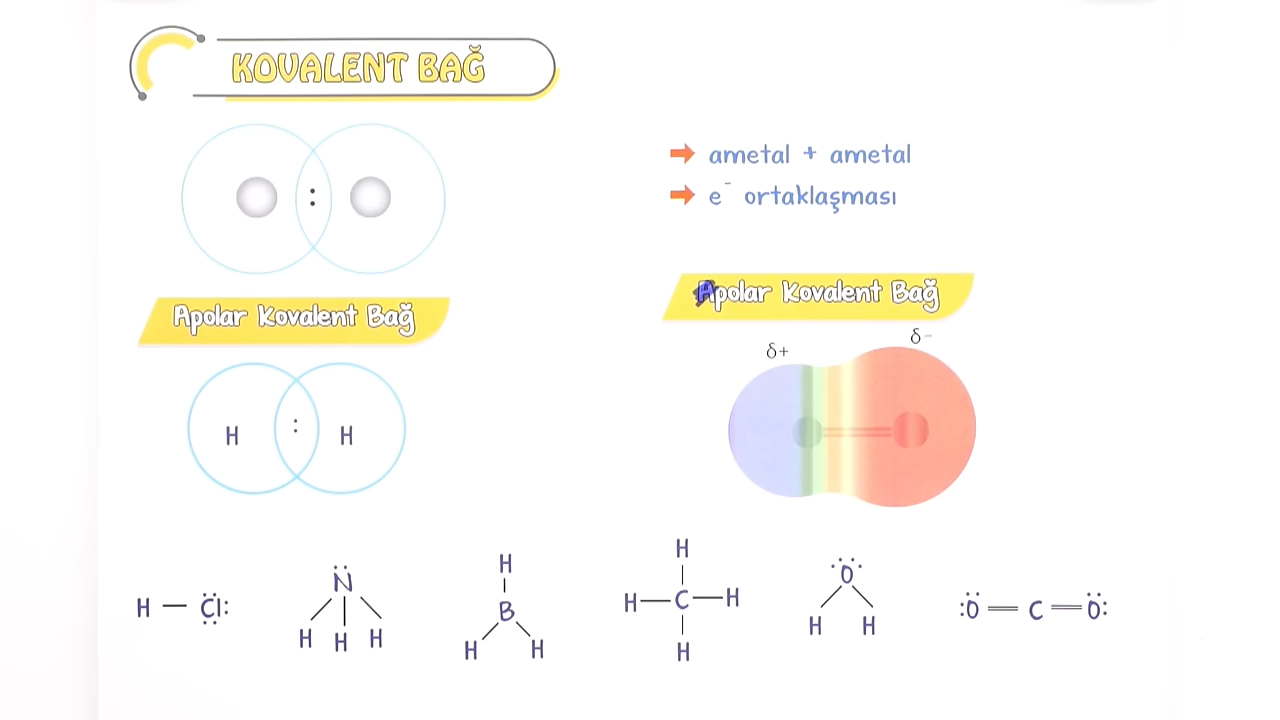 KOVALENT BAĞ
:
ametal + ametal
e⁻ ortaklaşması
Apolar Kovalent Bağ
H : H
Apolar Kovalent Bağ
δ+ δ-
H — Cl:
N
H H H
H
B
H H
H
H—C—H
H
O
H H
:O = C = O: